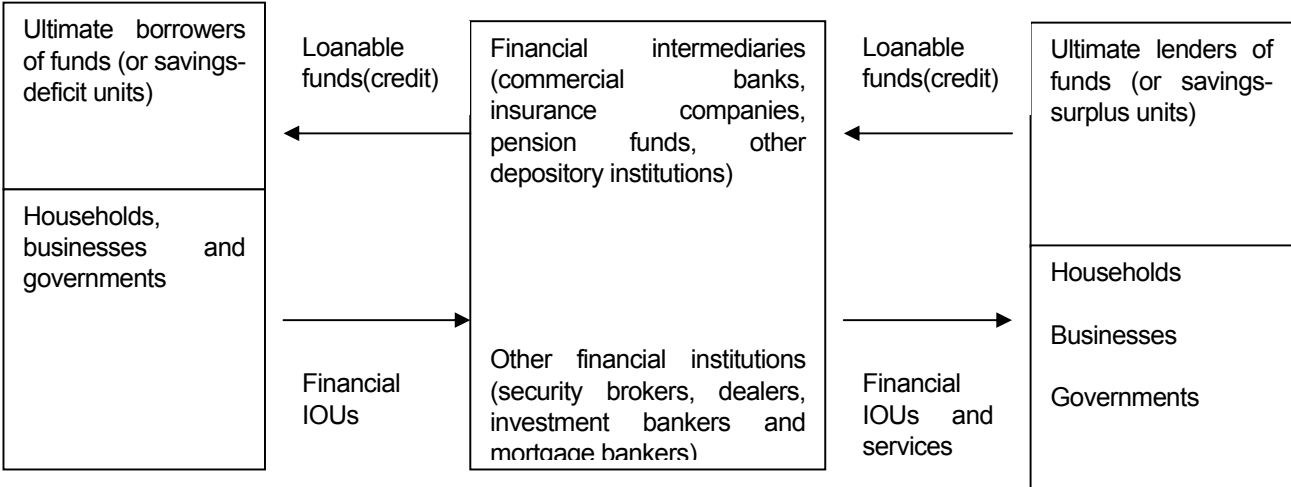 Ultimate borrowers
of funds (or savings-
deficit units)
Households,
businesses and
governments
Loanable
funds(credit)
Financial
IOUs
Financial intermediaries
(commercial banks,
insurance companies,
pension funds, other
depository institutions)
Other financial institutions
(security brokers, dealers,
investment bankers and
mortgage bankers)
Loanable
funds(credit)
Financial
IOUs and
services
Ultimate lenders of
funds (or savings-
surplus units)
Households
Businesses
Governments